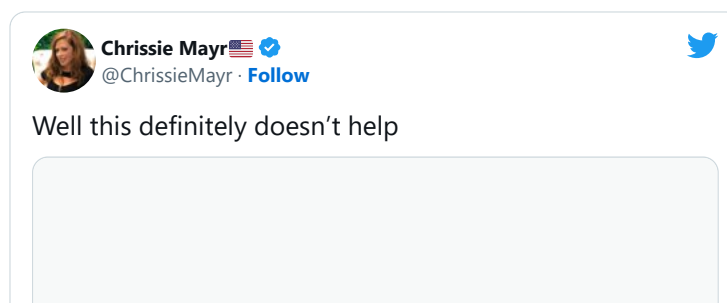 Chrissie Mayr🇺🇸
@ChrissieMayr · Follow
Well this definitely doesn’t help